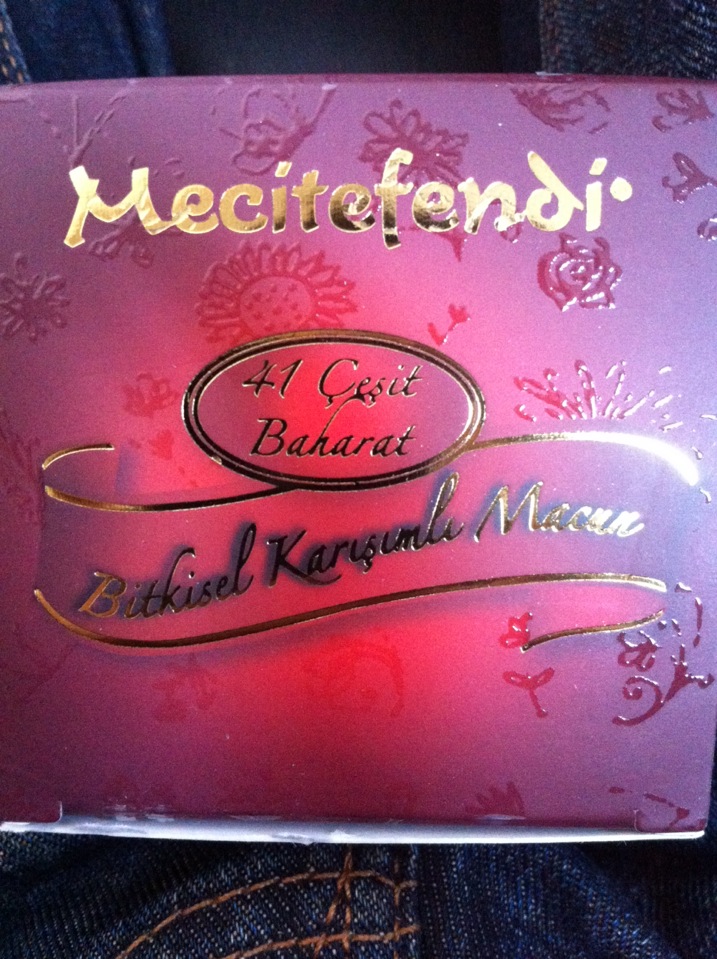 Mecitefendi
41 Çeşit
Baharat
Bitkisel Karışımlı Macun